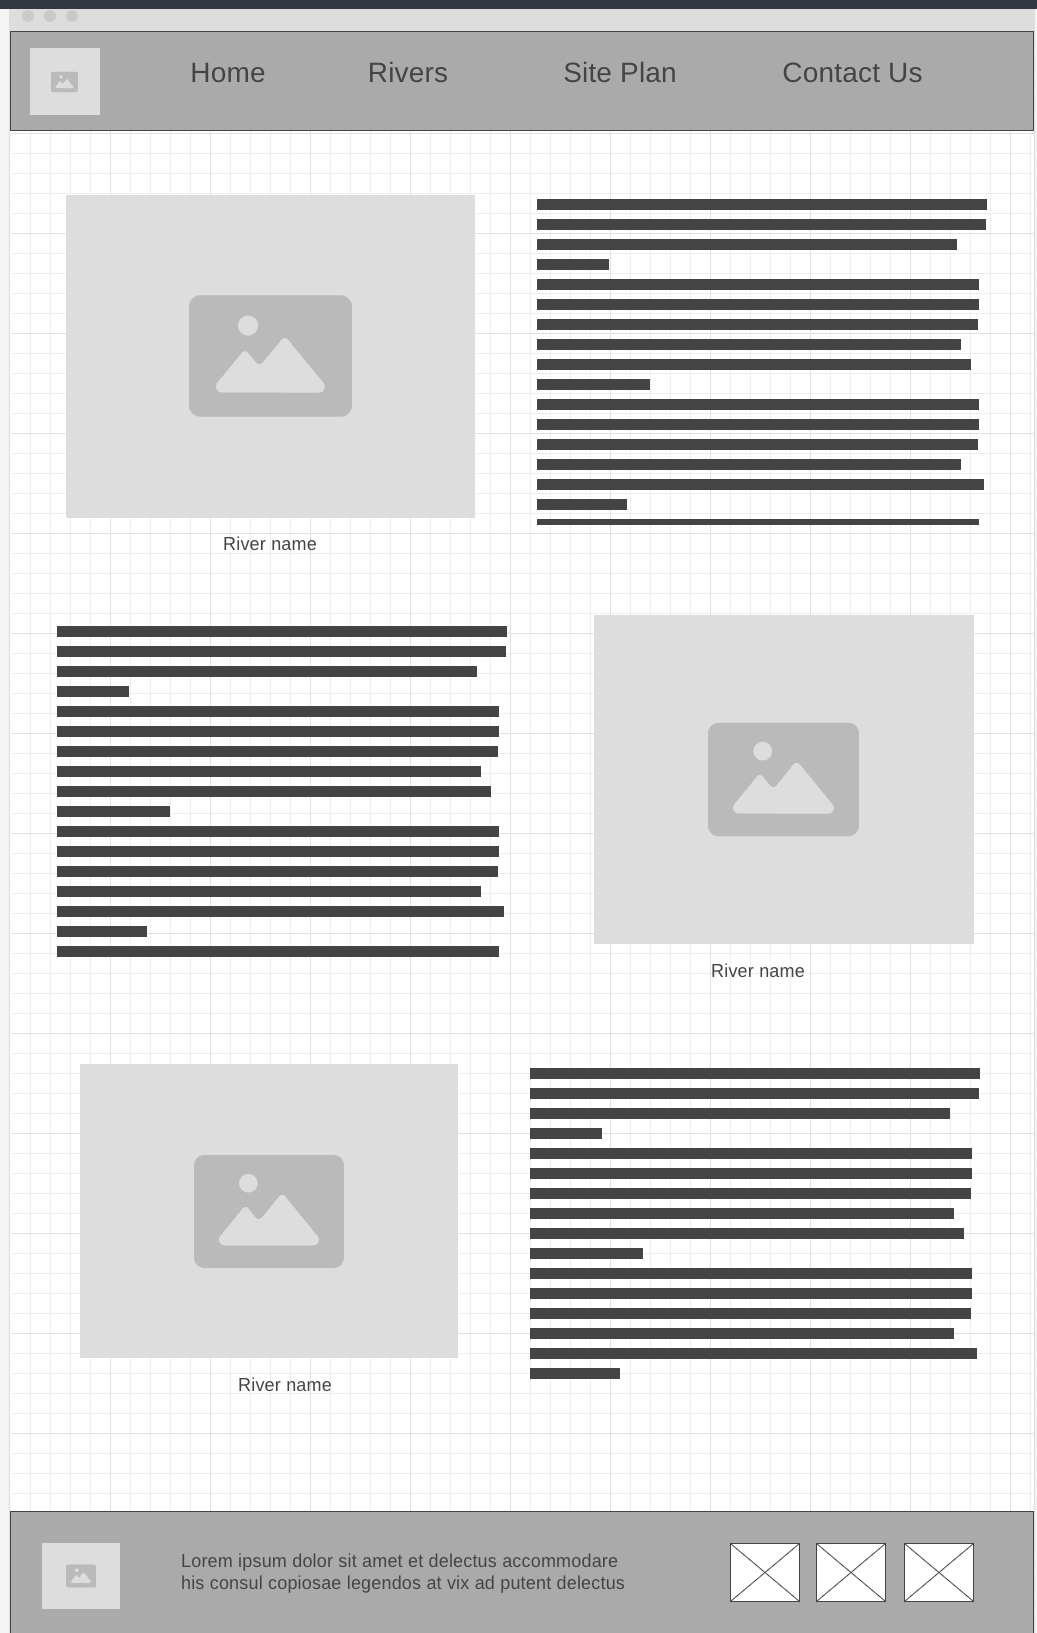 Home
Rivers
Site Plan
Contact Us
River name
River name
River name
Lorem ipsum dolor sit amet et delectus accommodare
his consul copiosae legendos at vix ad putent delectus